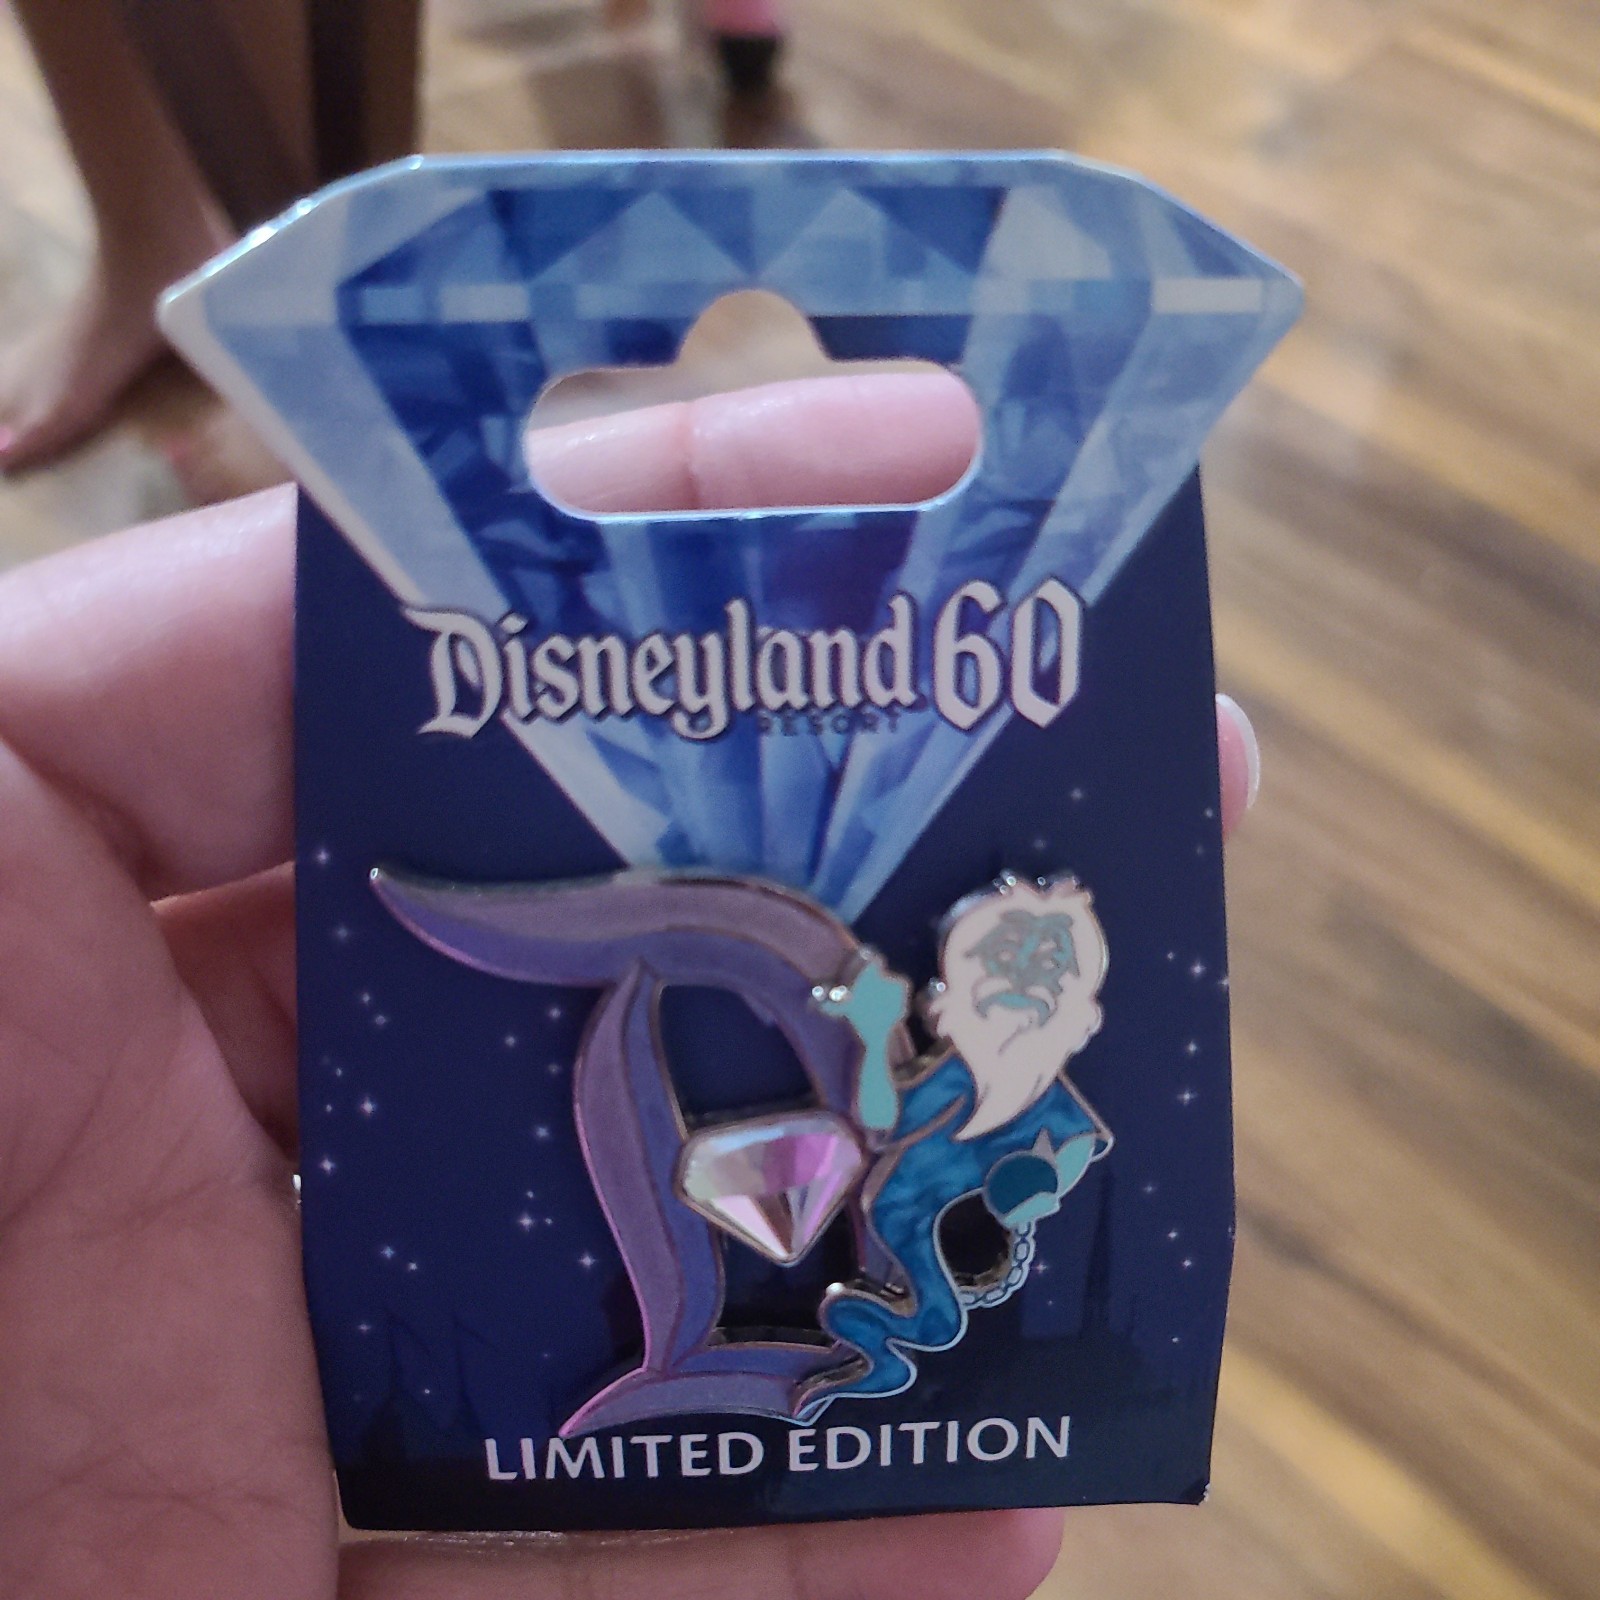 Disneyland 60
RESORT
D
LIMITED EDITION